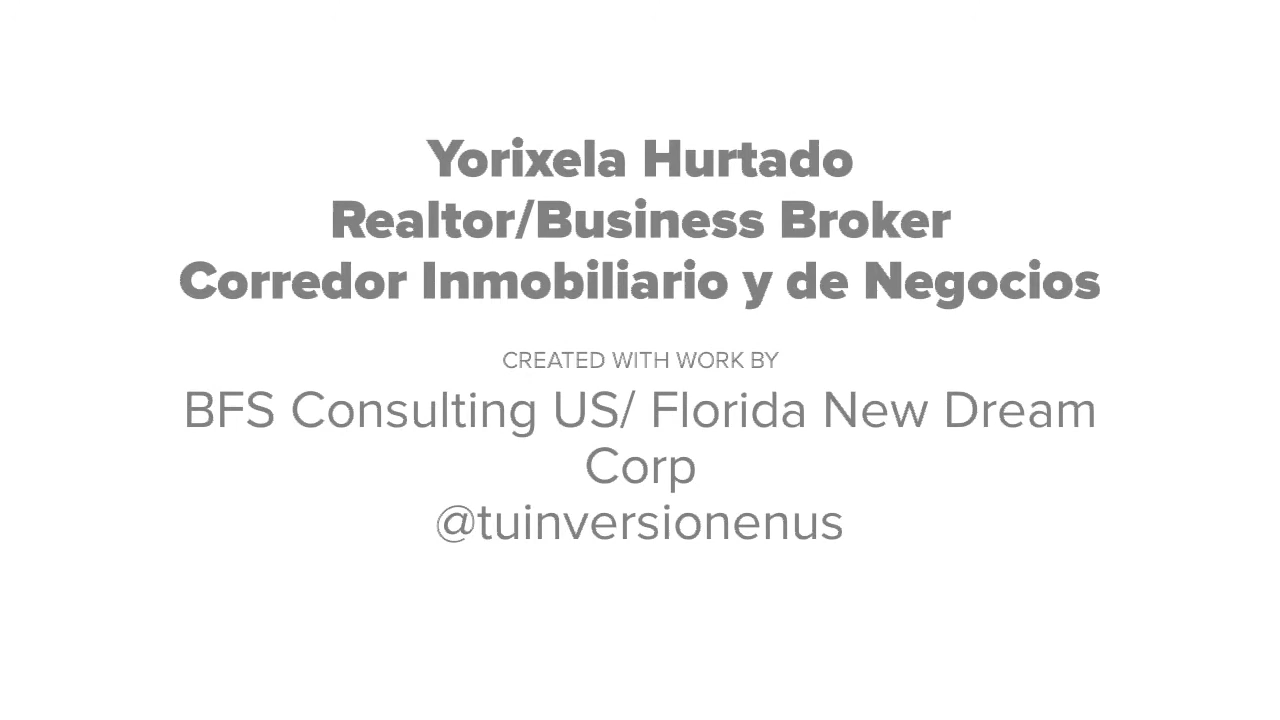 Yorixela Hurtado
Realtor/Business Broker
Corredor Inmobiliario y de Negocios
CREATED WITH WORK BY
BFS Consulting US/ Florida New Dream
Corp
@tuinversionenus